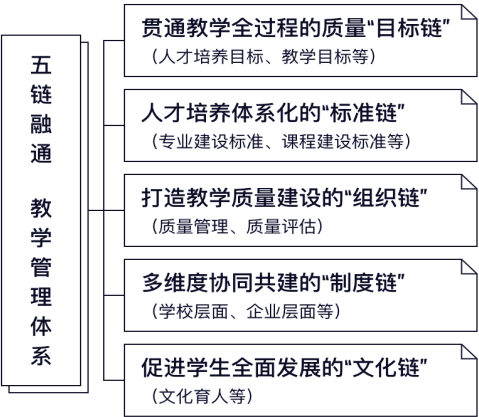 五链融通 教学管理体系
贯通教学全过程的质量“目标链”
（人才培养目标、教学目标等）
人才培养体系化的“标准链”
（专业建设标准、课程建设标准等）
打造教学质量建设的“组织链”
（质量管理、质量评估）
多维度协同共建的“制度链”
（学校层面、企业层面等）
促进学生全面发展的“文化链”
（文化育人等）